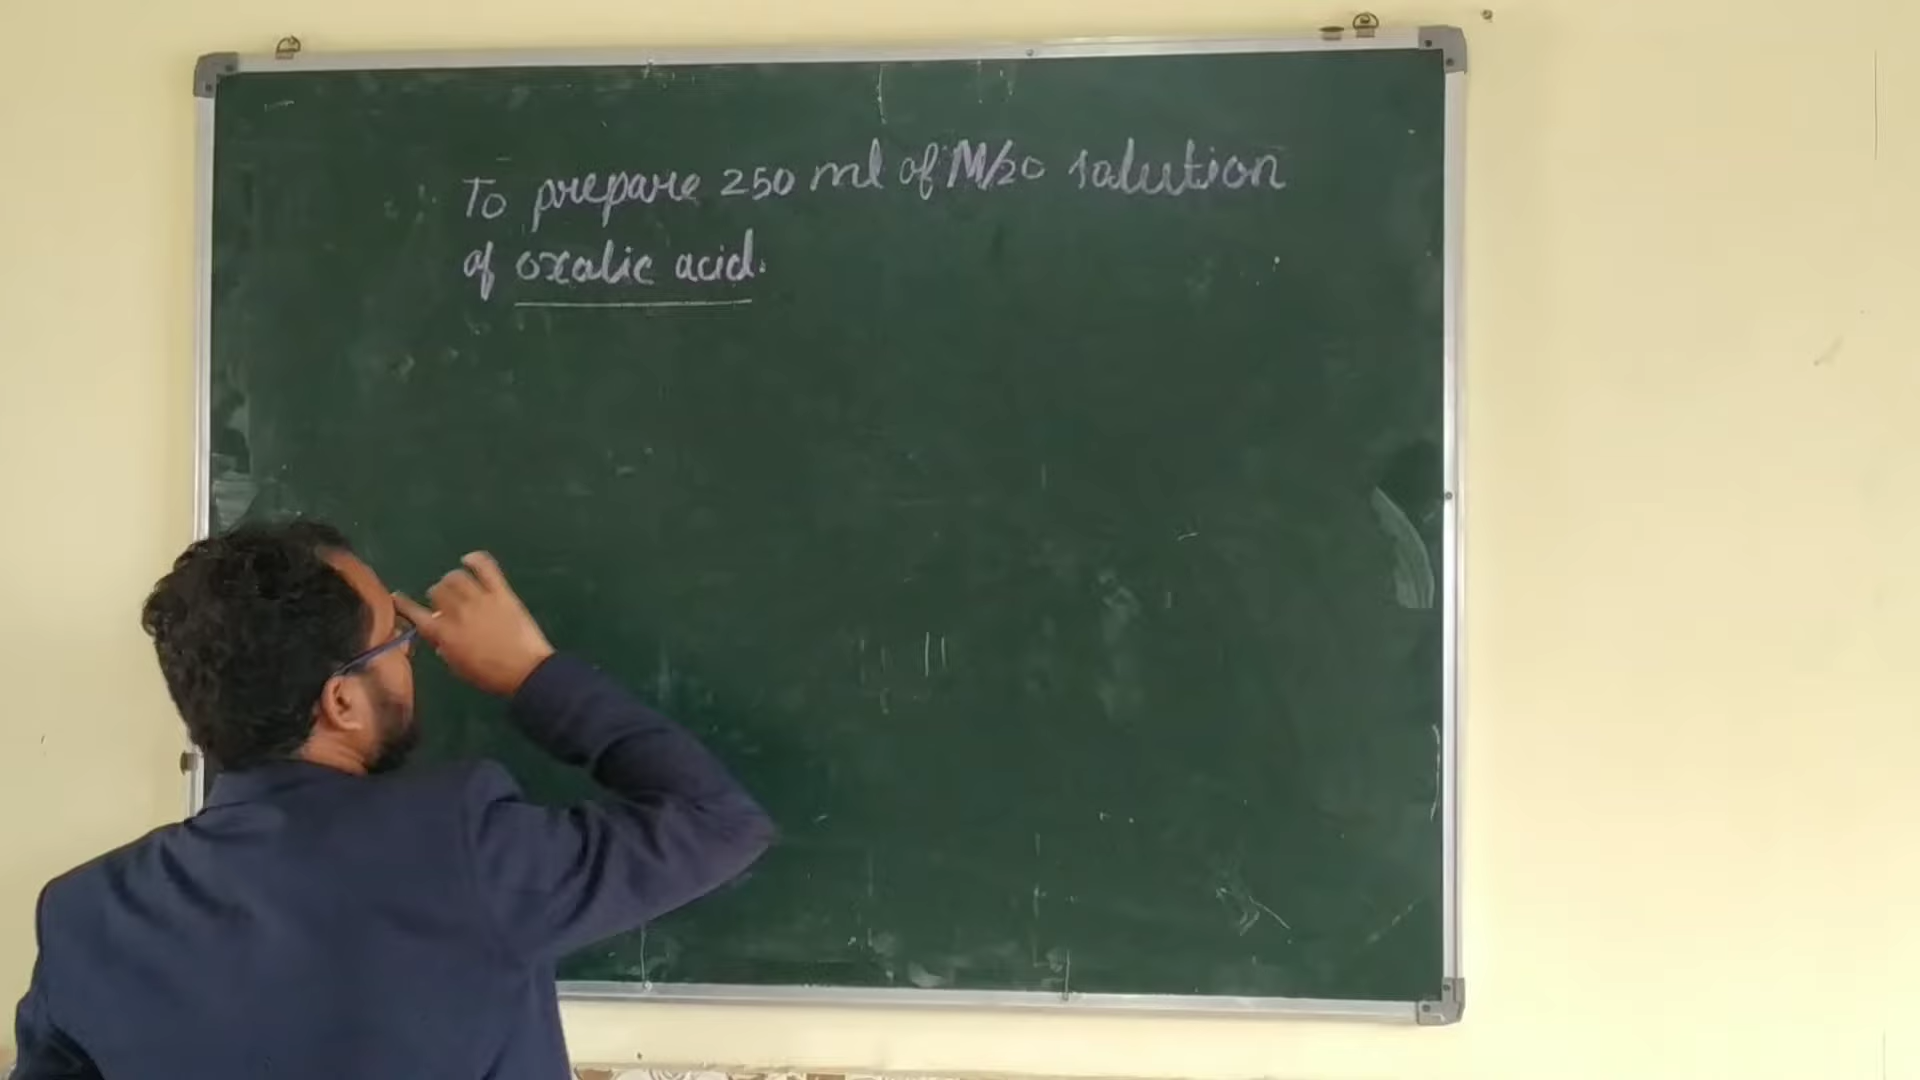 To prepare 250 ml of M/20 solution
of oxalic acid.